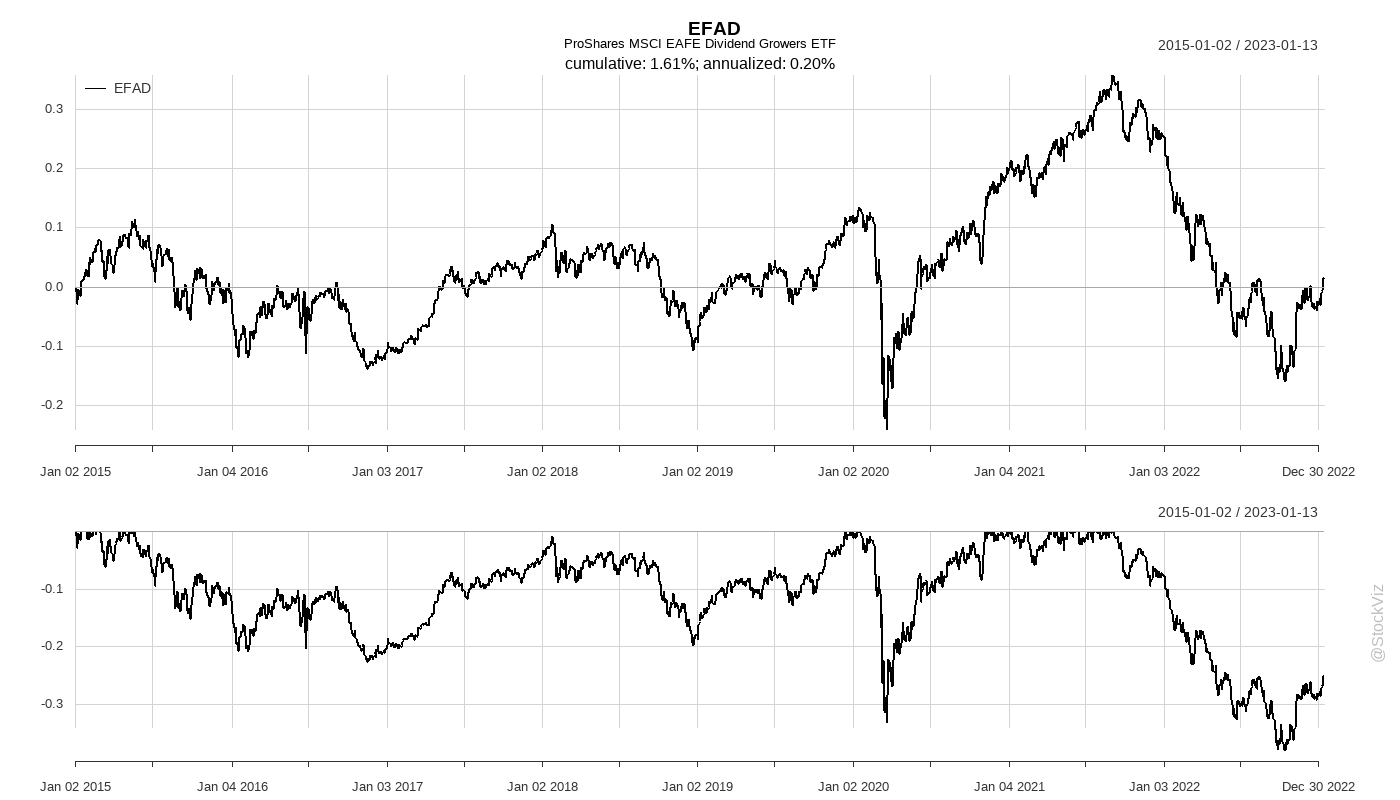 EFAD
ProShares MSCI EAFE Dividend Growers ETF
cumulative: 1.61%; annualized: 0.20%
2015-01-02 / 2023-01-13
EFAD
0.3
0.2
0.1
0.0
-0.1
-0.2
Jan 02 2015 Jan 04 2016 Jan 03 2017 Jan 02 2018 Jan 02 2019 Jan 02 2020 Jan 04 2021 Jan 03 2022 Dec 30 2022
2015-01-02 / 2023-01-13
-0.1
-0.2
-0.3
Jan 02 2015 Jan 04 2016 Jan 03 2017 Jan 02 2018 Jan 02 2019 Jan 02 2020 Jan 04 2021 Jan 03 2022 Dec 30 2022
@StockViz